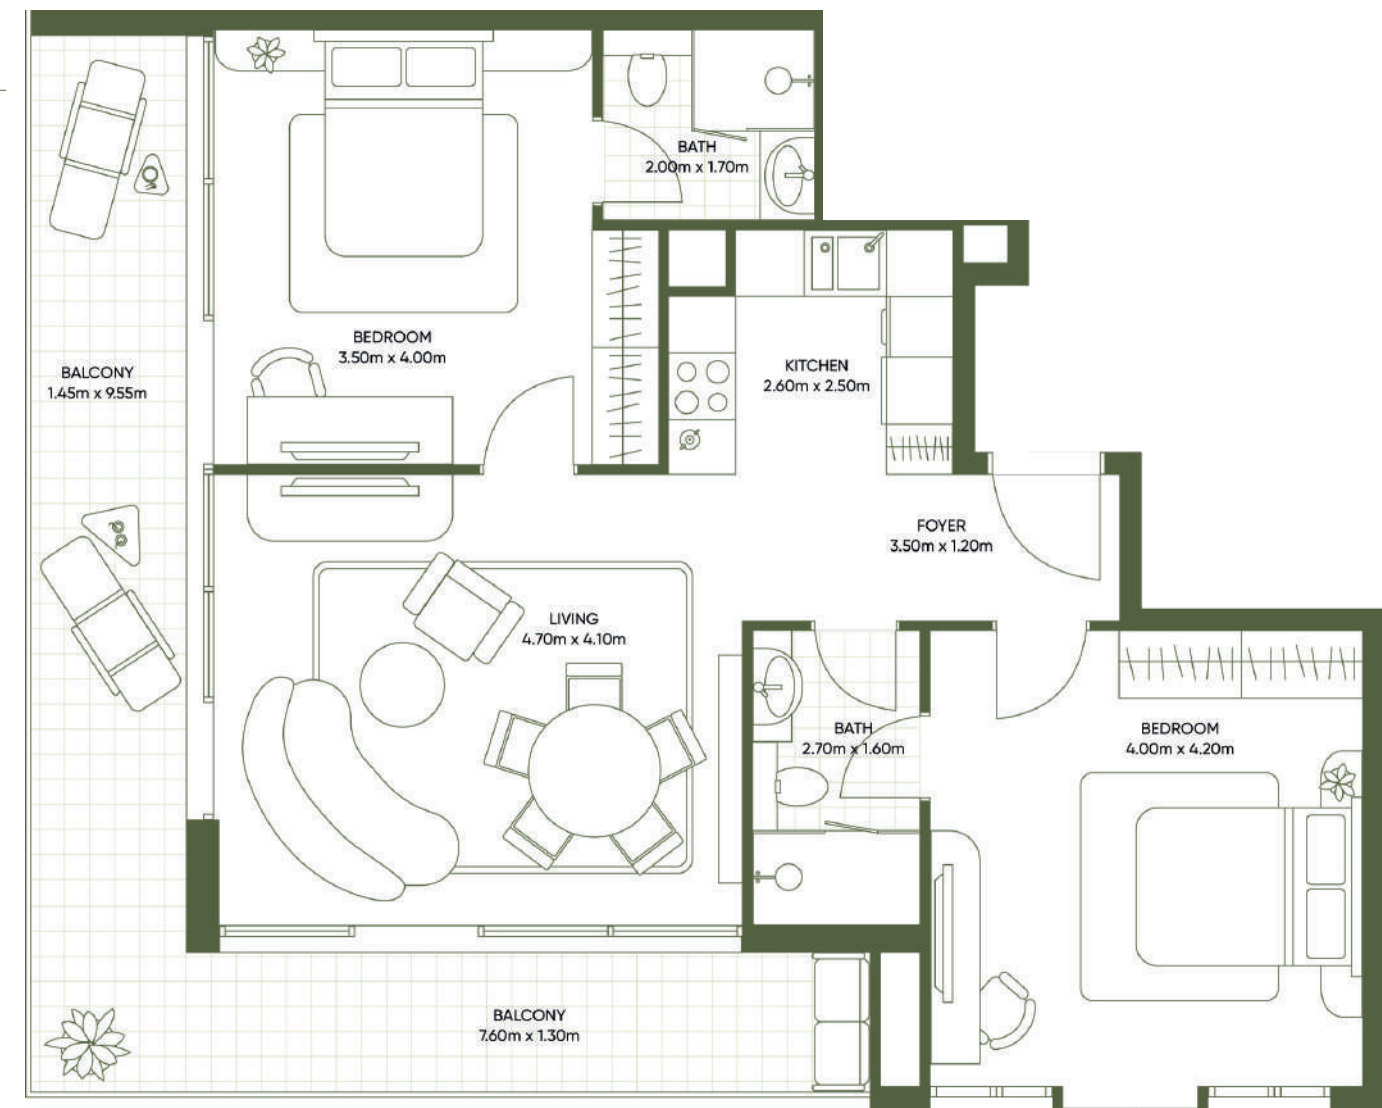 BATH
2.00m x 1.70m
BEDROOM
3.50m x 4.00m
BALCONY
1.45m x 9.55m
KITCHEN
2.60m x 2.50m
FOYER
3.50m x 1.20m
LIVING
4.70m x 4.10m
BATH
2.70m x 1.60m
BEDROOM
4.00m x 4.20m
BALCONY
7.60m x 1.30m